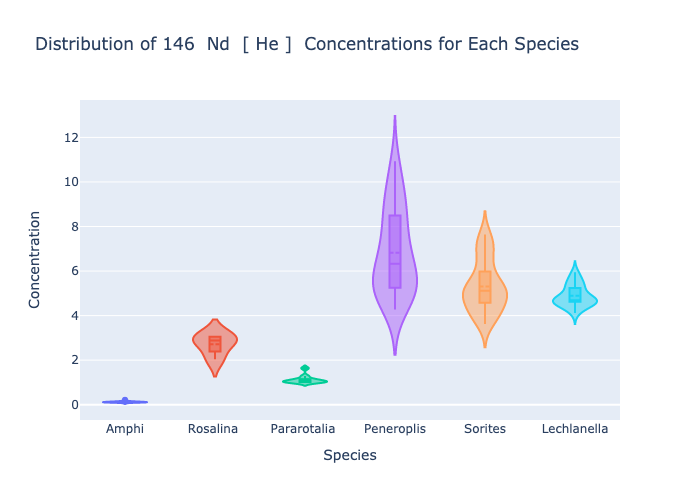 Distribution of 146  Nd  [ He ]  Concentrations for Each Species
Concentration
12
10
8
6
4
2
0
Amphi Rosalina Pararotalia Peneroplis Sorites Lechlanella
Species